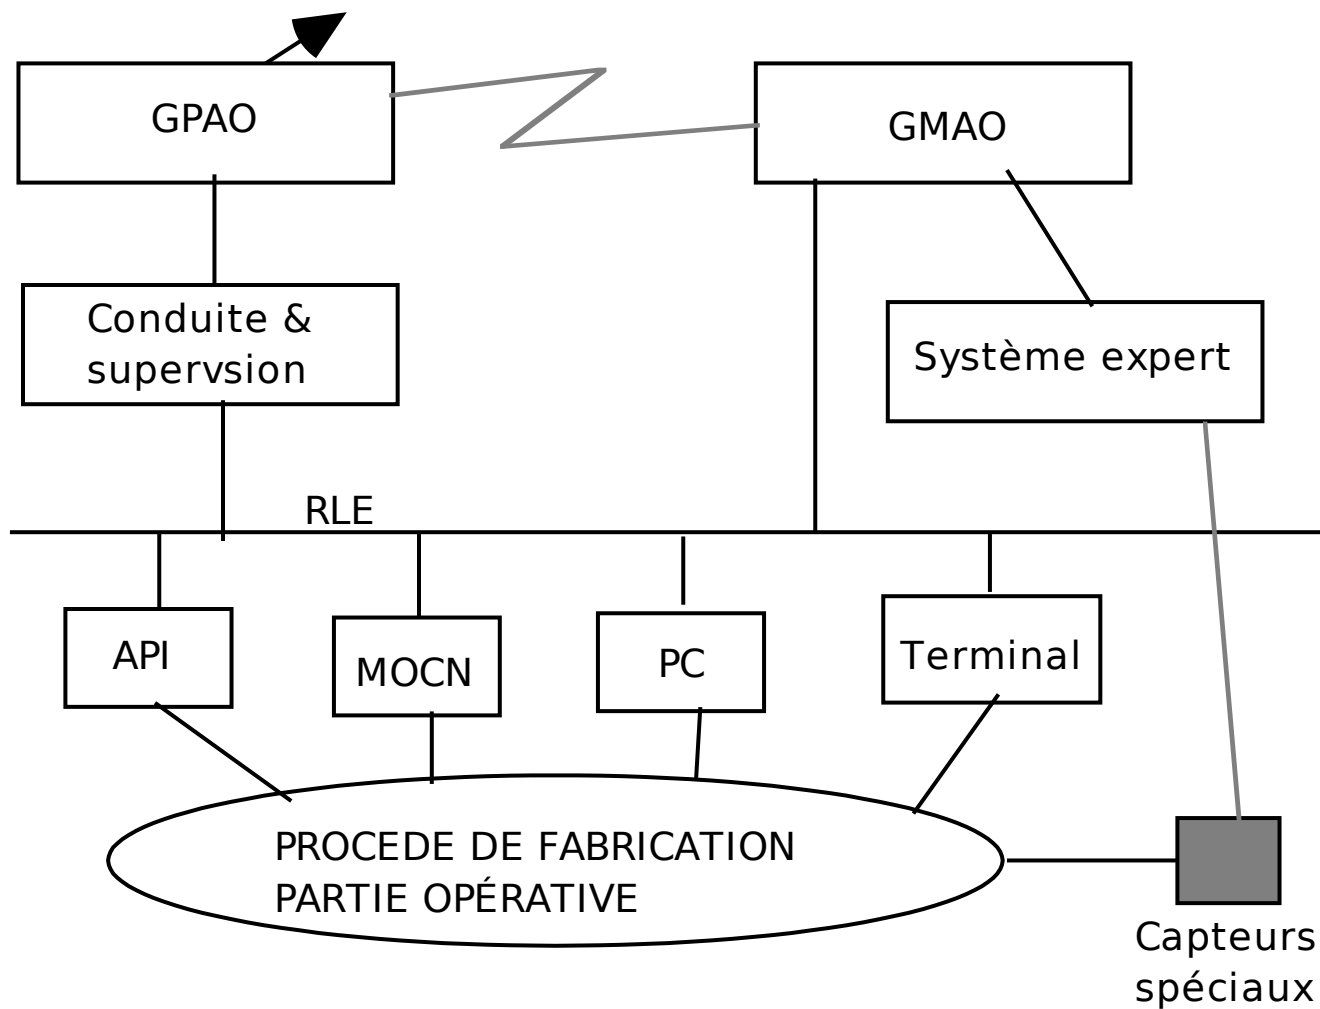 GPAO
GMAO
Conduite &
supervsion
Système expert
RLE
API
MOCN
PC
Terminal
PROCEDE DE FABRICATION
PARTIE OPÉRATIVE
Capteurs
spéciaux